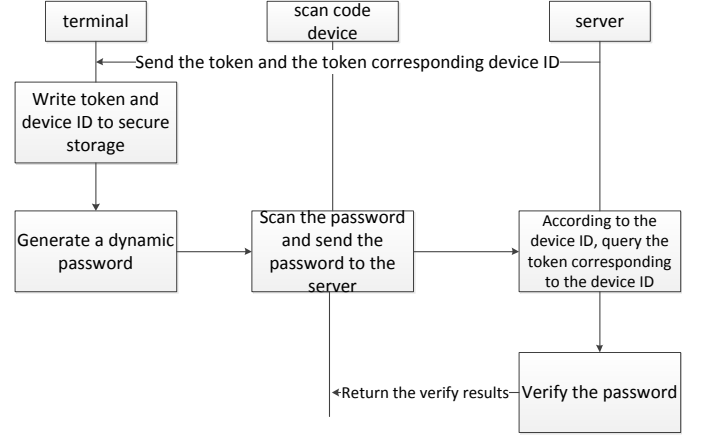 terminal
scan code
device
server
Send the token and the token corresponding device ID
Write token and
device ID to secure
storage
Generate a dynamic
password
Scan the password
and send the
password to the
server
According to the
device ID, query the
token corresponding
to the device ID
Return the verify results
Verify the password